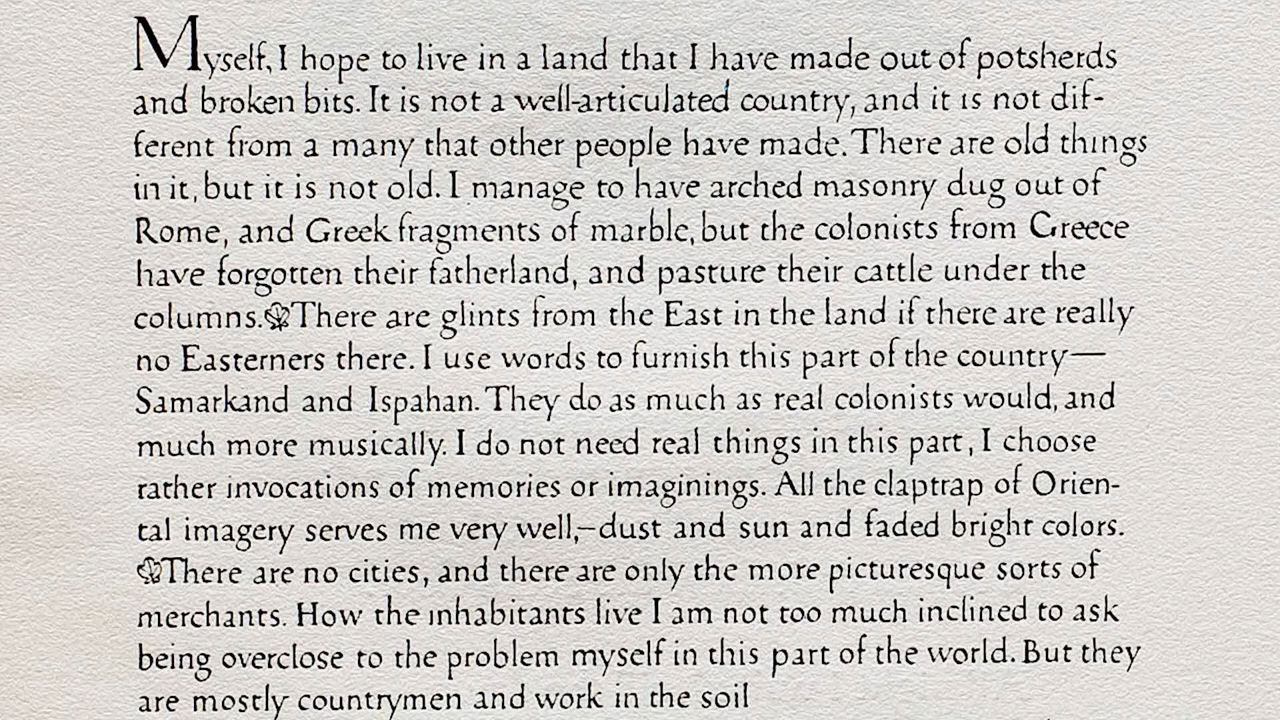 Myself, I hope to live in a land that I have made out of potsherds
and broken bits. It is not a well-articulated country, and it is not dif-
ferent from a many that other people have made. There are old things
in it, but it is not old. I manage to have arched masonry dug out of
Rome, and Greek fragments of marble, but the colonists from Greece
have forgotten their fatherland, and pasture their cattle under the
columns. There are glints from the East in the land if there are really
no Easterners there. I use words to furnish this part of the country—
Samarkand and Ispahan. They do as much as real colonists would, and
much more musically. I do not need real things in this part, I choose
rather invocations of memories or imaginings. All the claptrap of Orien-
tal imagery serves me very well,–dust and sun and faded bright colors.
There are no cities, and there are only the more picturesque sorts of
merchants. How the inhabitants live I am not too much inclined to ask
being overclose to the problem myself in this part of the world. But they
are mostly countrymen and work in the soil